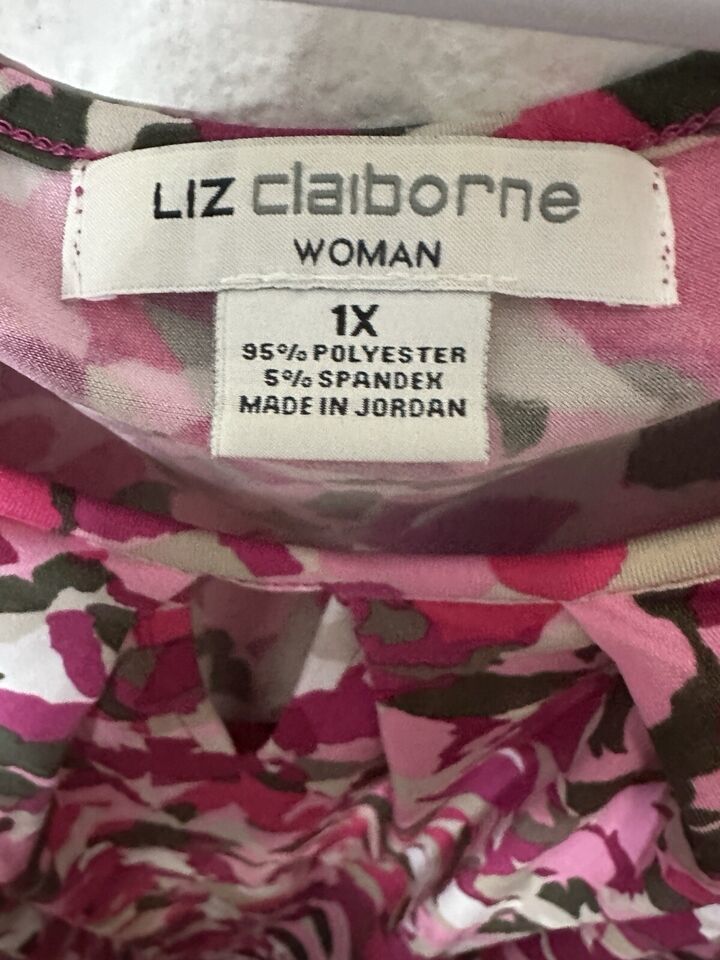 LIZ claiborne
WOMAN
1X
95% POLYESTER
5% SPANDEX
MADE IN JORDAN